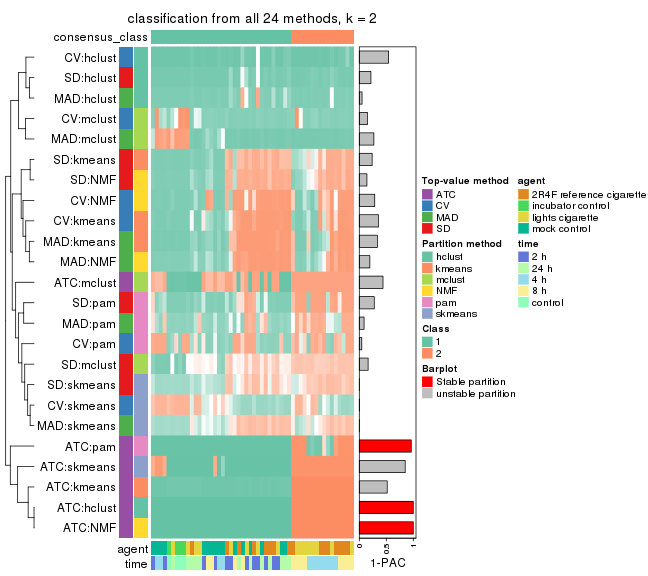 classification from all 24 methods, k = 2
consensus_class
CV:hclust
SD:hclust
MAD:hclust
CV:mclust
MAD:mclust
SD:kmeans
SD:NMF
CV:NMF
CV:kmeans
MAD:kmeans
MAD:NMF
ATC:mclust
SD:pam
MAD:pam
CV:pam
SD:mclust
SD:skmeans
CV:skmeans
MAD:skmeans
ATC:pam
ATC:skmeans
ATC:kmeans
ATC:hclust
ATC:NMF
agent
time
0
0.5
1
1-PAC
Top-value method
ATC
CV
MAD
SD
Partition method
hclust
kmeans
mclust
NMF
pam
skmeans
Class
1
2
Barplot
Stable partition
unstable partition
agent
2R4F reference cigarette
incubator control
lights cigarette
mock control
time
2 h
24 h
4 h
8 h
control